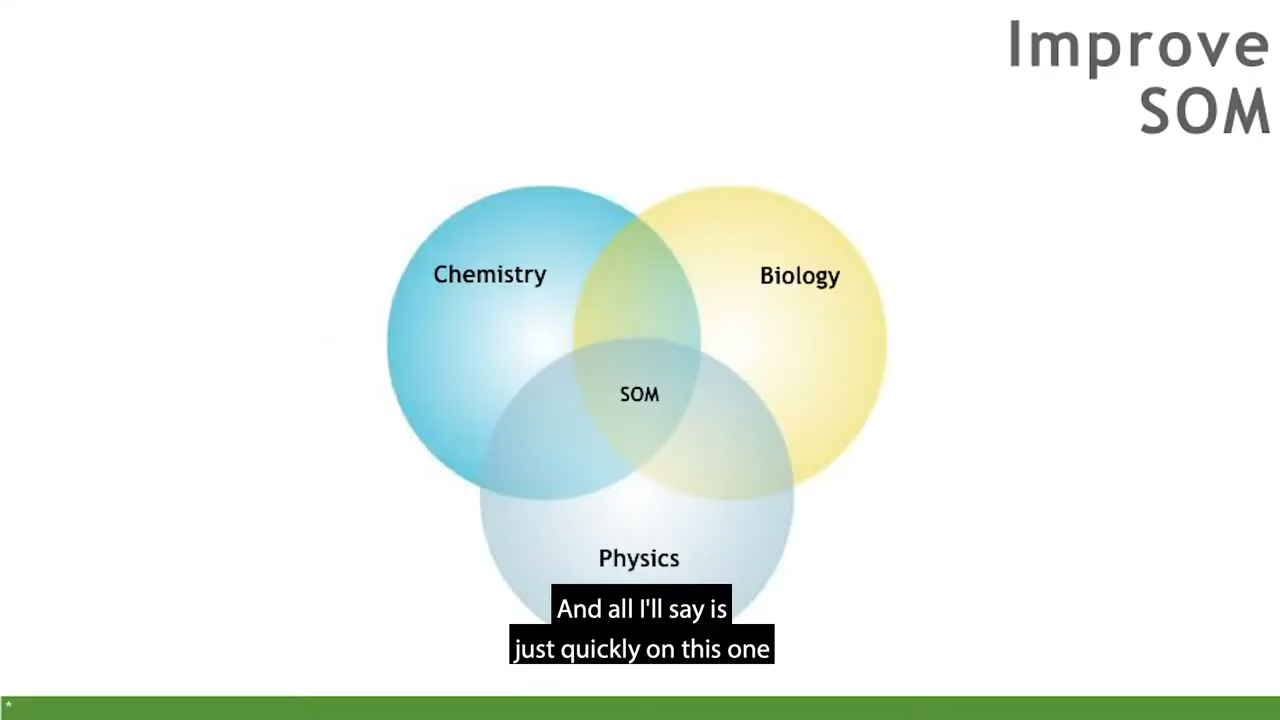 Improve
SOM
Chemistry
Biology
SOM
Physics
And all I'll say is
just quickly on this one
*